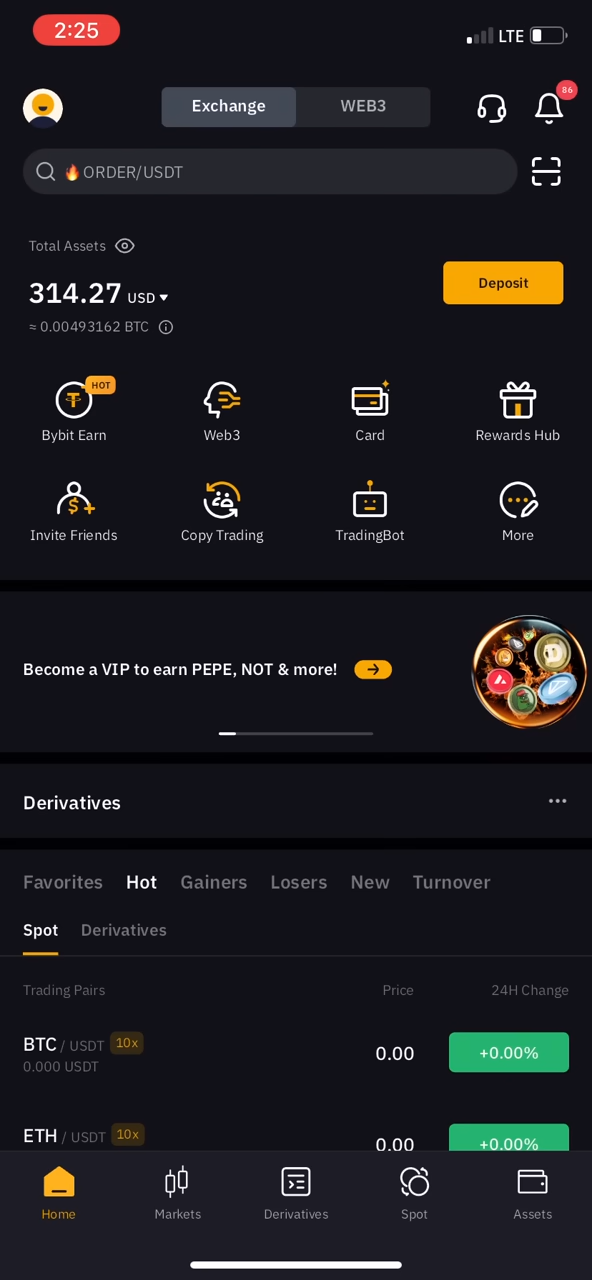 2:25
LTE
Exchange WEB3
86
🔥ORDER/USDT
Total Assets
314.27 USD
Deposit
≈ 0.00493162 BTC
HOT
Bybit Earn Web3 Card Rewards Hub
Invite Friends Copy Trading TradingBot More
Become a VIP to earn PEPE, NOT & more!
Derivatives
Favorites Hot Gainers Losers New Turnover
Spot Derivatives
Trading Pairs Price 24H Change
BTC / USDT 10x
0.00 +0.00%
0.000 USDT
ETH / USDT 10x
0.00 +0.00%
Home Markets Derivatives Spot Assets